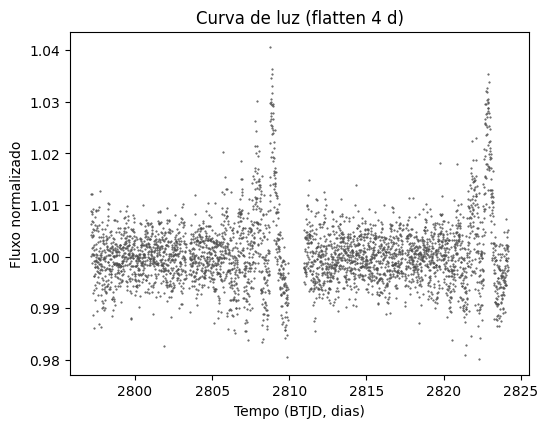 Curva de luz (flatten 4 d)
1.04
1.03
1.02
1.01
1.00
0.99
0.98
Fluxo normalizado
2800 2805 2810 2815 2820 2825
Tempo (BTJD, dias)